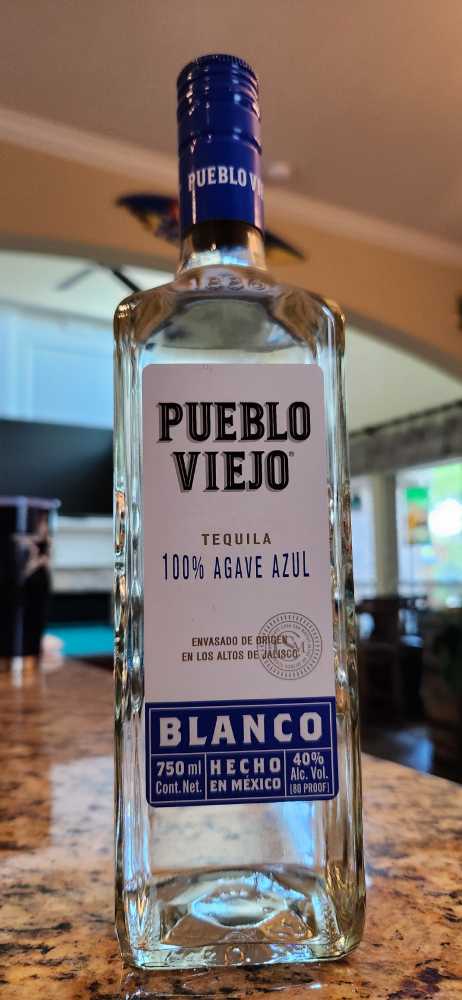 PUEBLO V
PUEBLO
VIEJO®
TEQUILA
100% AGAVE AZUL
ENVASADO DE ORIGEN
EN LOS ALTOS DE JALISCO
BLANCO
750 ml
Cont. Net.
HECHO
EN MÉXICO
40%
Alc. Vol.
(80 PROOF)